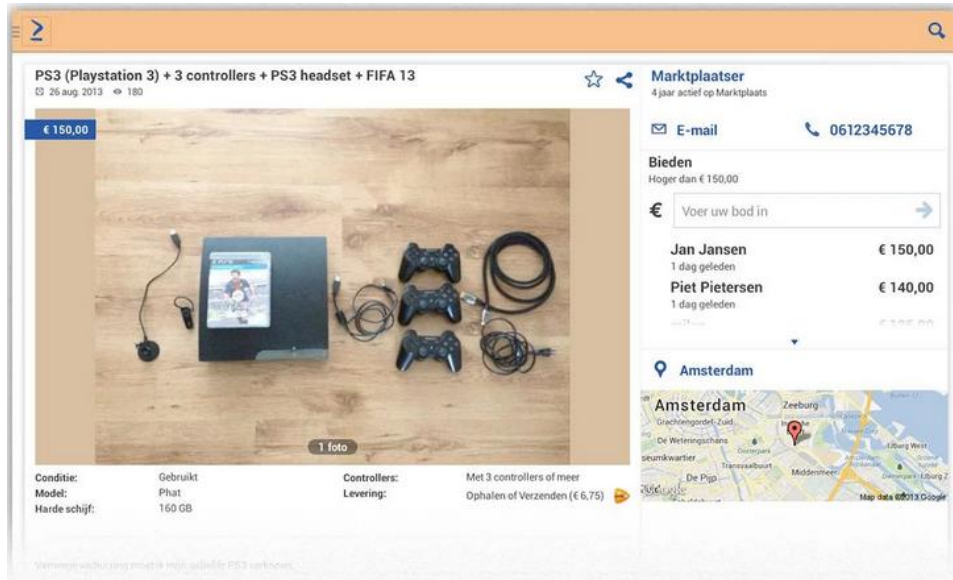 PS3 (Playstation 3) + 3 controllers + PS3 headset + FIFA 13
26 aug. 2013 180
€ 150,00
1 foto
Conditie: Gebruikt
Model: Phat
Harde schijf: 160 GB
Controllers: Met 3 controllers of meer
Levering: Ophalen of Verzenden (€ 6,75)
Marktplaatser
4 jaar actief op Marktplaats
E-mail 0612345678
Bieden
Hoger dan € 150,00
€ Voer uw bod in
Jan Jansen € 150,00
1 dag geleden
Piet Pietersen € 140,00
1 dag geleden
Amsterdam
Amsterdam
Zeeburg
Grachtengordel-Zuid
De Weteringschans
Oosterpark
IJburg West
Transvaalbuurt
Middenmeer
De Pijp
Map data ©2013 Google